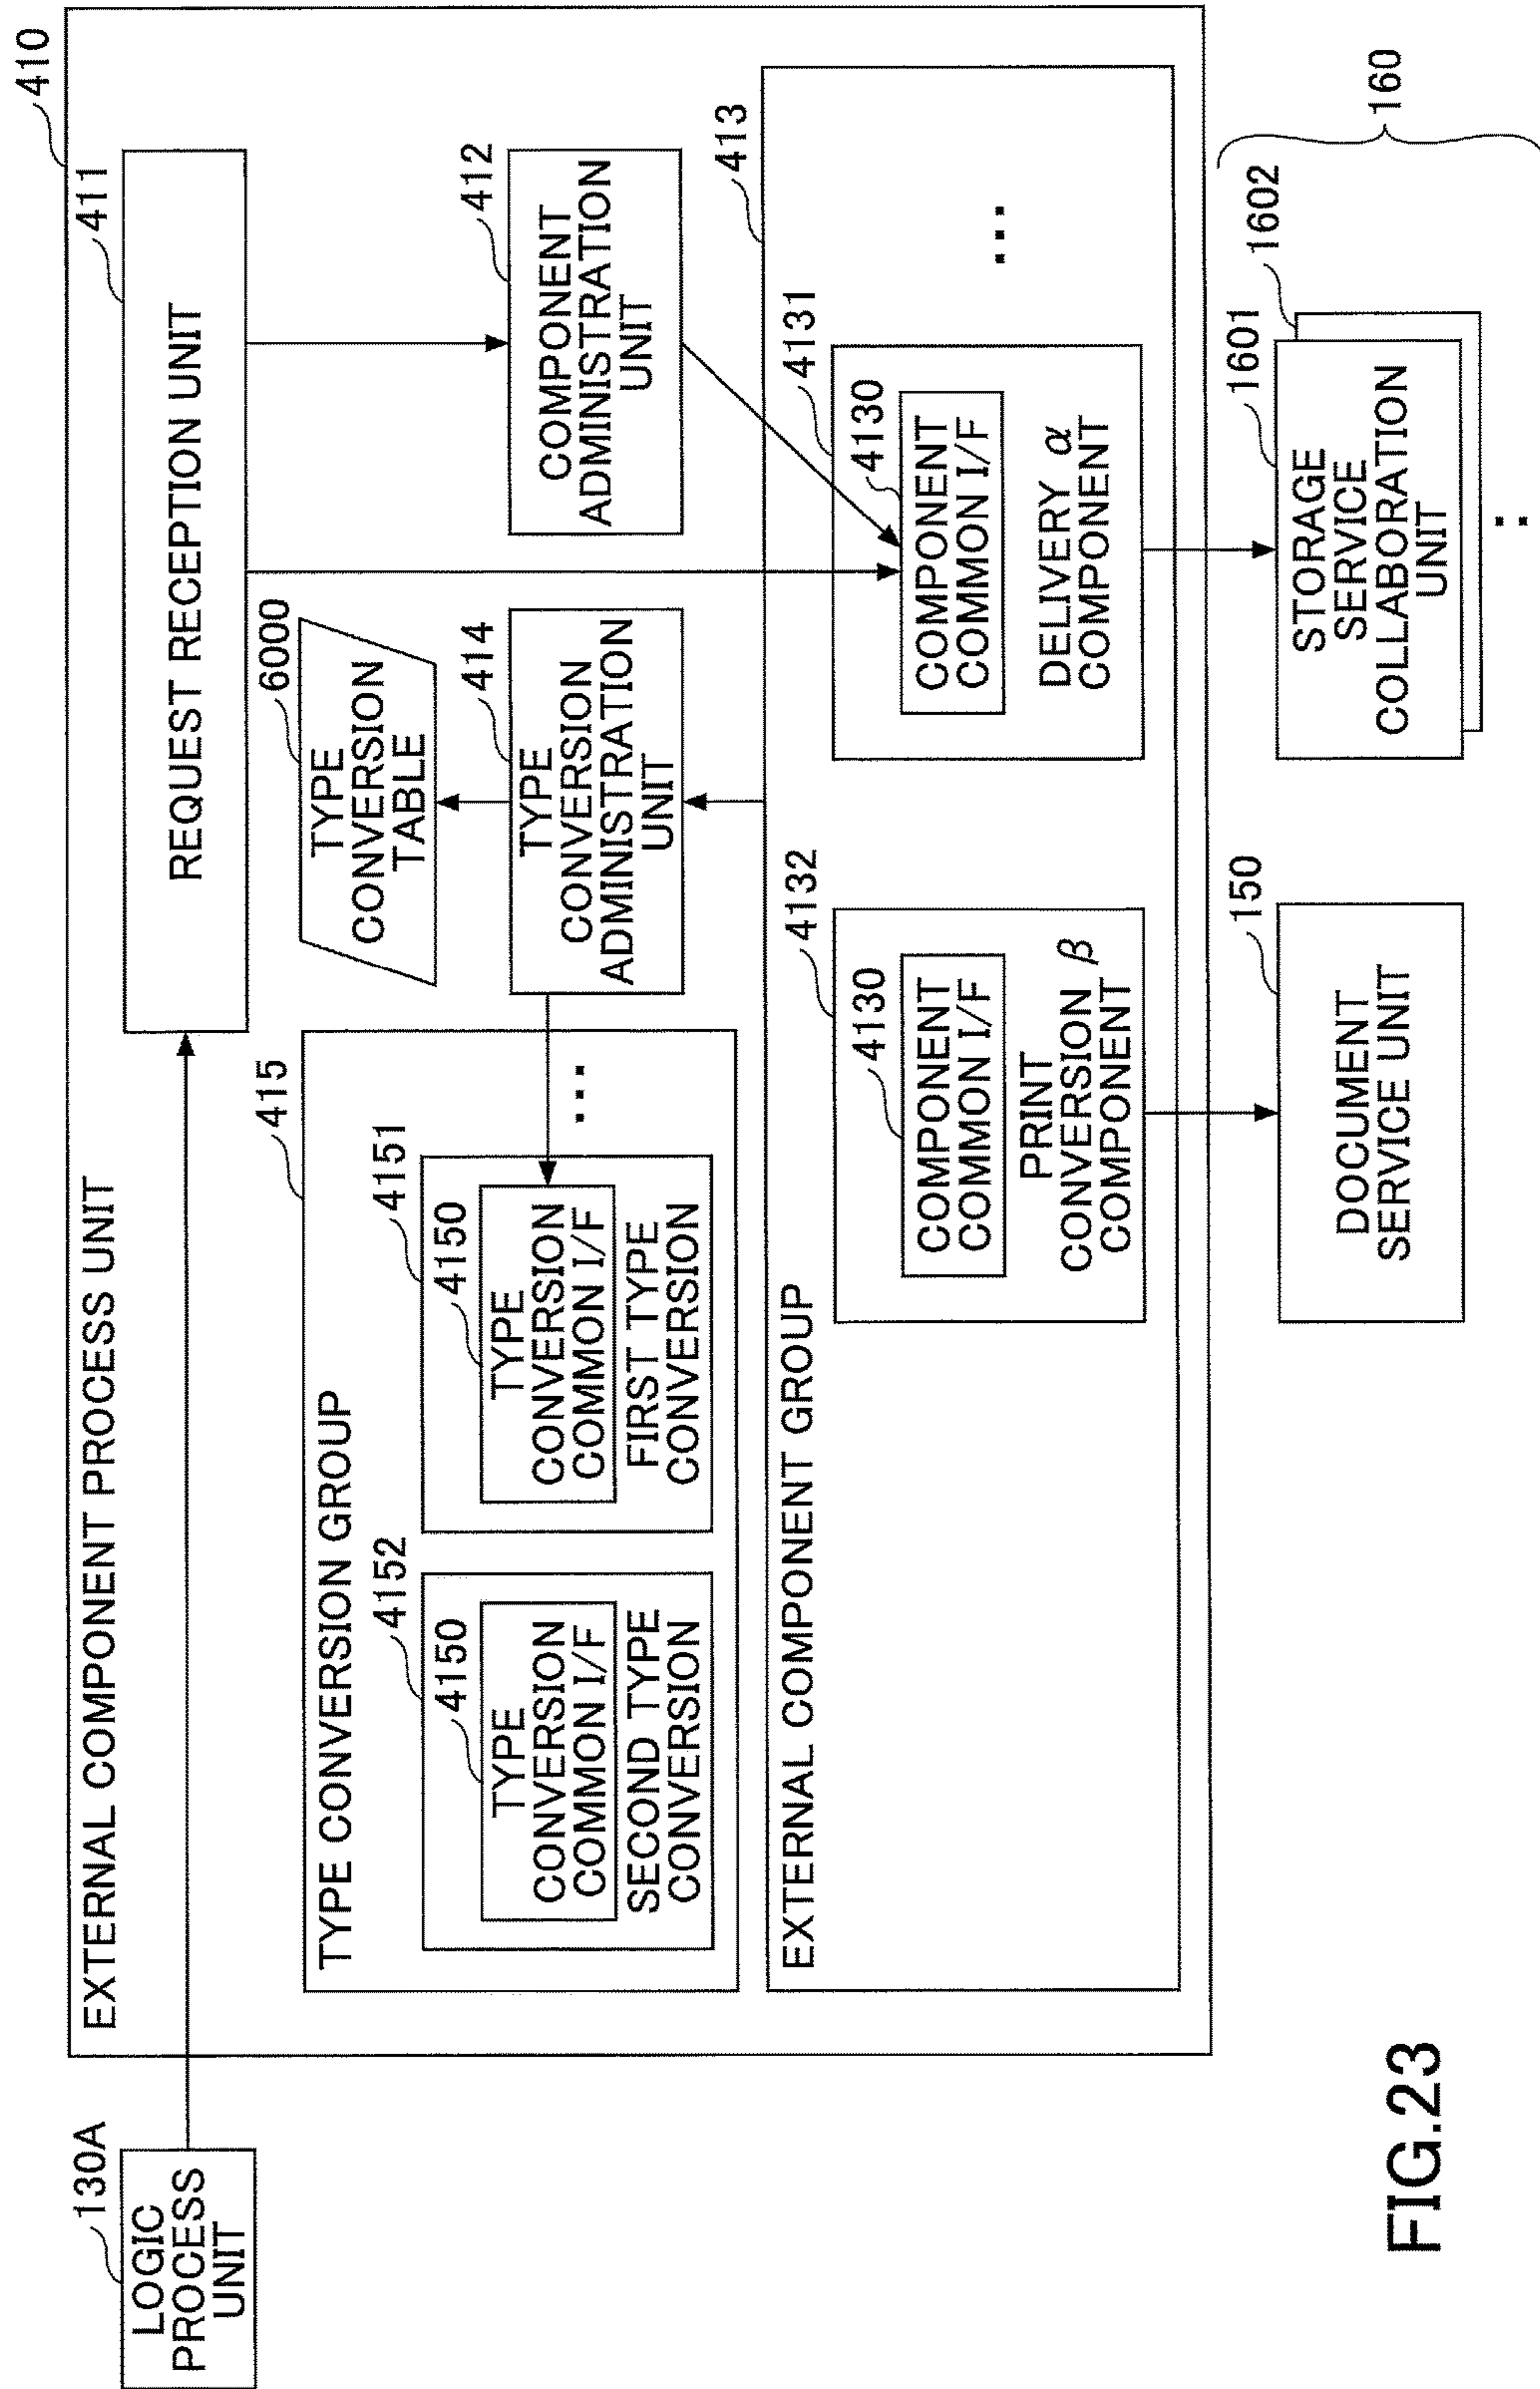 130A
LOGIC
PROCESS
UNIT
410
EXTERNAL COMPONENT PROCESS UNIT
411
REQUEST RECEPTION UNIT
415
TYPE CONVERSION GROUP
4152
4150
TYPE
CONVERSION
COMMON I/F
SECOND TYPE
CONVERSION
4151
4150
TYPE
CONVERSION
COMMON I/F
FIRST TYPE
CONVERSION
...
6000
TYPE
CONVERSION
TABLE
414
TYPE
CONVERSION
ADMINISTRATION
UNIT
412
COMPONENT
ADMINISTRATION
UNIT
413
EXTERNAL COMPONENT GROUP
4132
4130
COMPONENT
COMMON I/F
PRINT
CONVERSION β
COMPONENT
4131
4130
COMPONENT
COMMON I/F
DELIVERY α
COMPONENT
...
150
DOCUMENT
SERVICE UNIT
160
1601
1602
STORAGE
SERVICE
COLLABORATION
UNIT
..
FIG.23